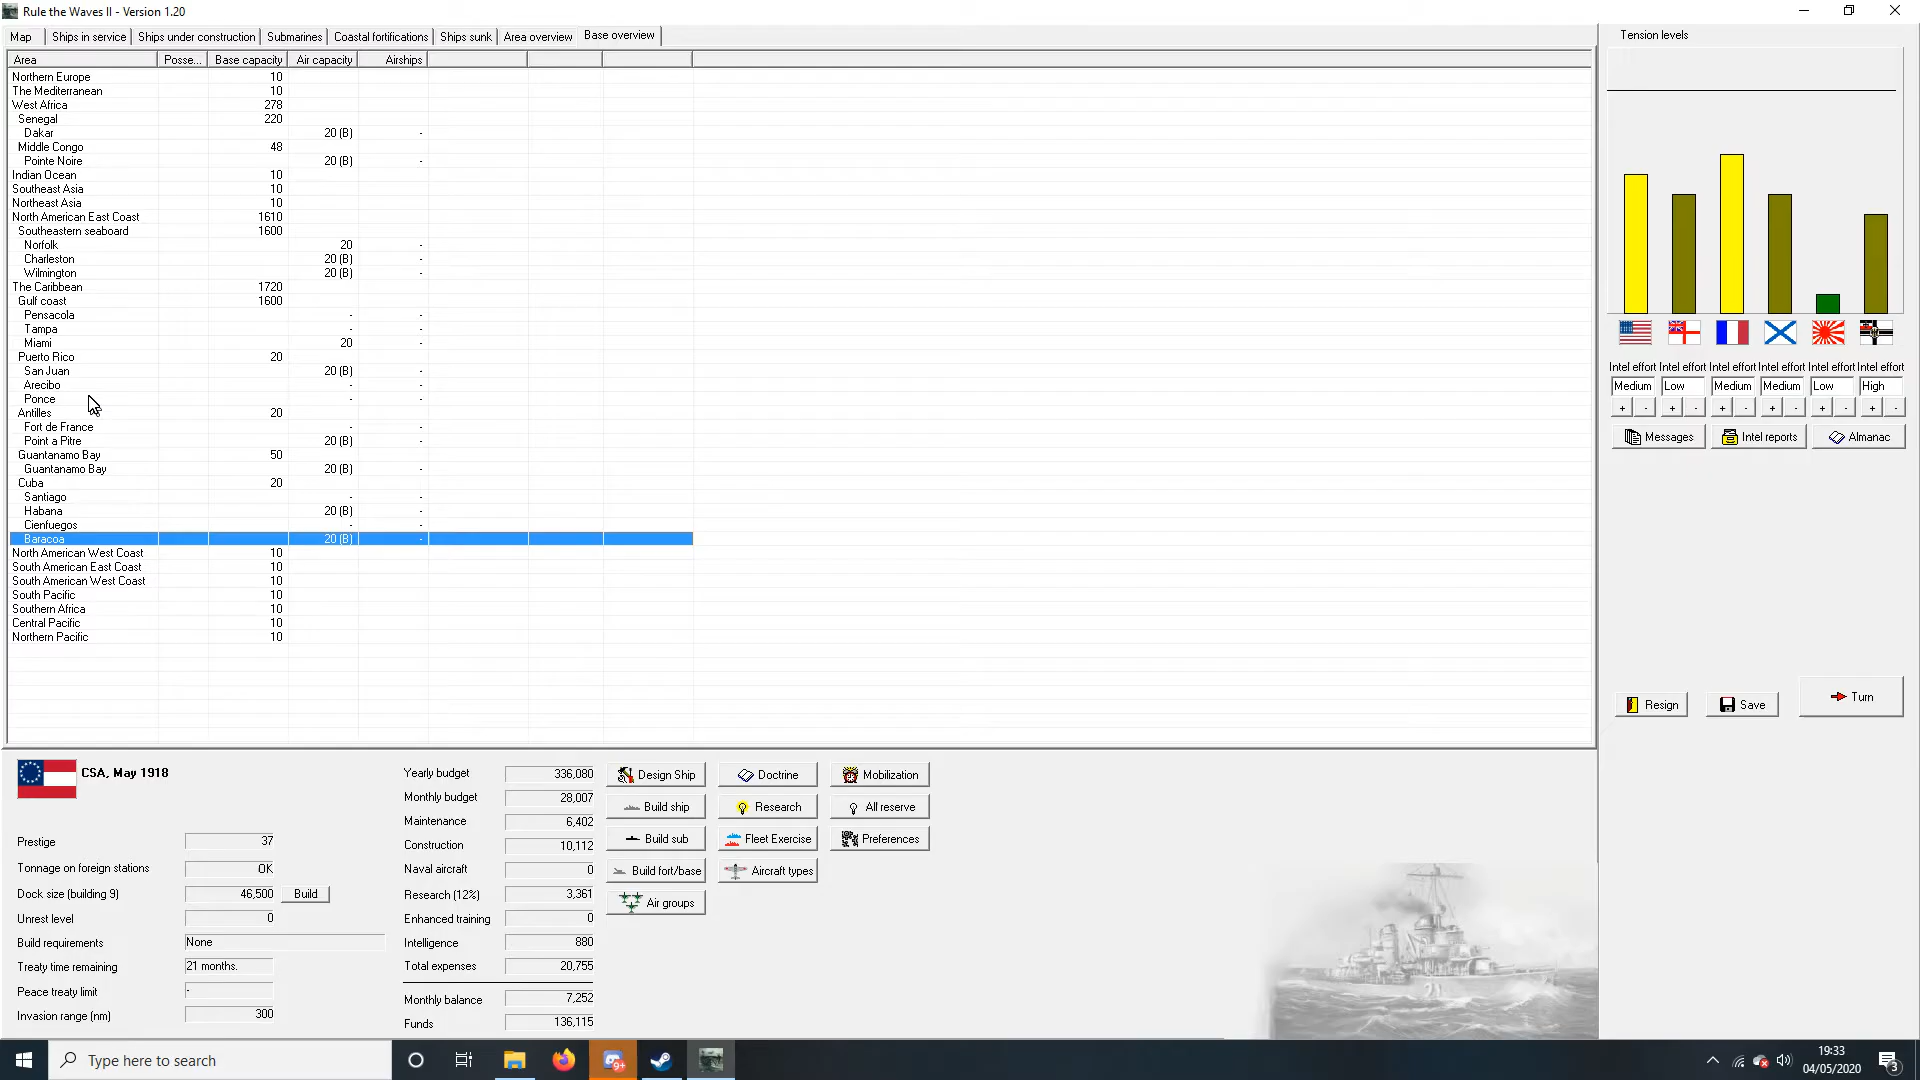 Rule the Waves II - Version 1.20
Map Ships in service Ships under construction Submarines Coastal fortifications Ships sunk Area overview Base overview
Area Posse... Base capacity Air capacity Airships
Northern Europe 10
The Mediterranean 10
West Africa 278
Senegal 220
Dakar 20 (B) -
Middle Congo 48
Pointe Noire 20 (B) -
Indian Ocean 10
Southeast Asia 10
Northeast Asia 10
North American East Coast 1610
Southeastern seaboard 1600
Norfolk 20 -
Charleston 20 (B) -
Wilmington 20 (B) -
The Caribbean 1720
Gulf coast 1600
Pensacola - -
Tampa - -
Miami 20 -
Puerto Rico 20
San Juan 20 (B) -
Arecibo - -
Ponce - -
Antilles 20
Fort de France - -
Point a Pitre 20 (B) -
Guantanamo Bay 50
Guantanamo Bay 20 (B) -
Cuba 20
Santiago - -
Habana 20 (B) -
Cienfuegos - -
Baracoa 20 (B) -
North American West Coast 10
South American East Coast 10
South American West Coast 10
South Pacific 10
Southern Africa 10
Central Pacific 10
Northern Pacific 10
Tension levels
Intel effort Intel effort Intel effort Intel effort Intel effort Intel effort
Medium Low Medium Medium Low High
+ - + - + - + - + - + -
Messages Intel reports Almanac
Resign Save Turn
CSA, May 1918
Prestige 37
Tonnage on foreign stations OK
Dock size (building 9) 46,500 Build
Unrest level 0
Build requirements None
Treaty time remaining 21 months.
Peace treaty limit -
Invasion range (nm) 300
Yearly budget 336,080
Monthly budget 28,007
Maintenance 6,402
Construction 10,112
Naval aircraft 0
Research (12%) 3,361
Enhanced training 0
Intelligence 880
Total expenses 20,755
Monthly balance 7,252
Funds 136,115
Design Ship Doctrine Mobilization
Build ship Research All reserve
Build sub Fleet Exercise Preferences
Build fort/base Aircraft types
Air groups
Type here to search
9+
19:33
04/05/2020
3